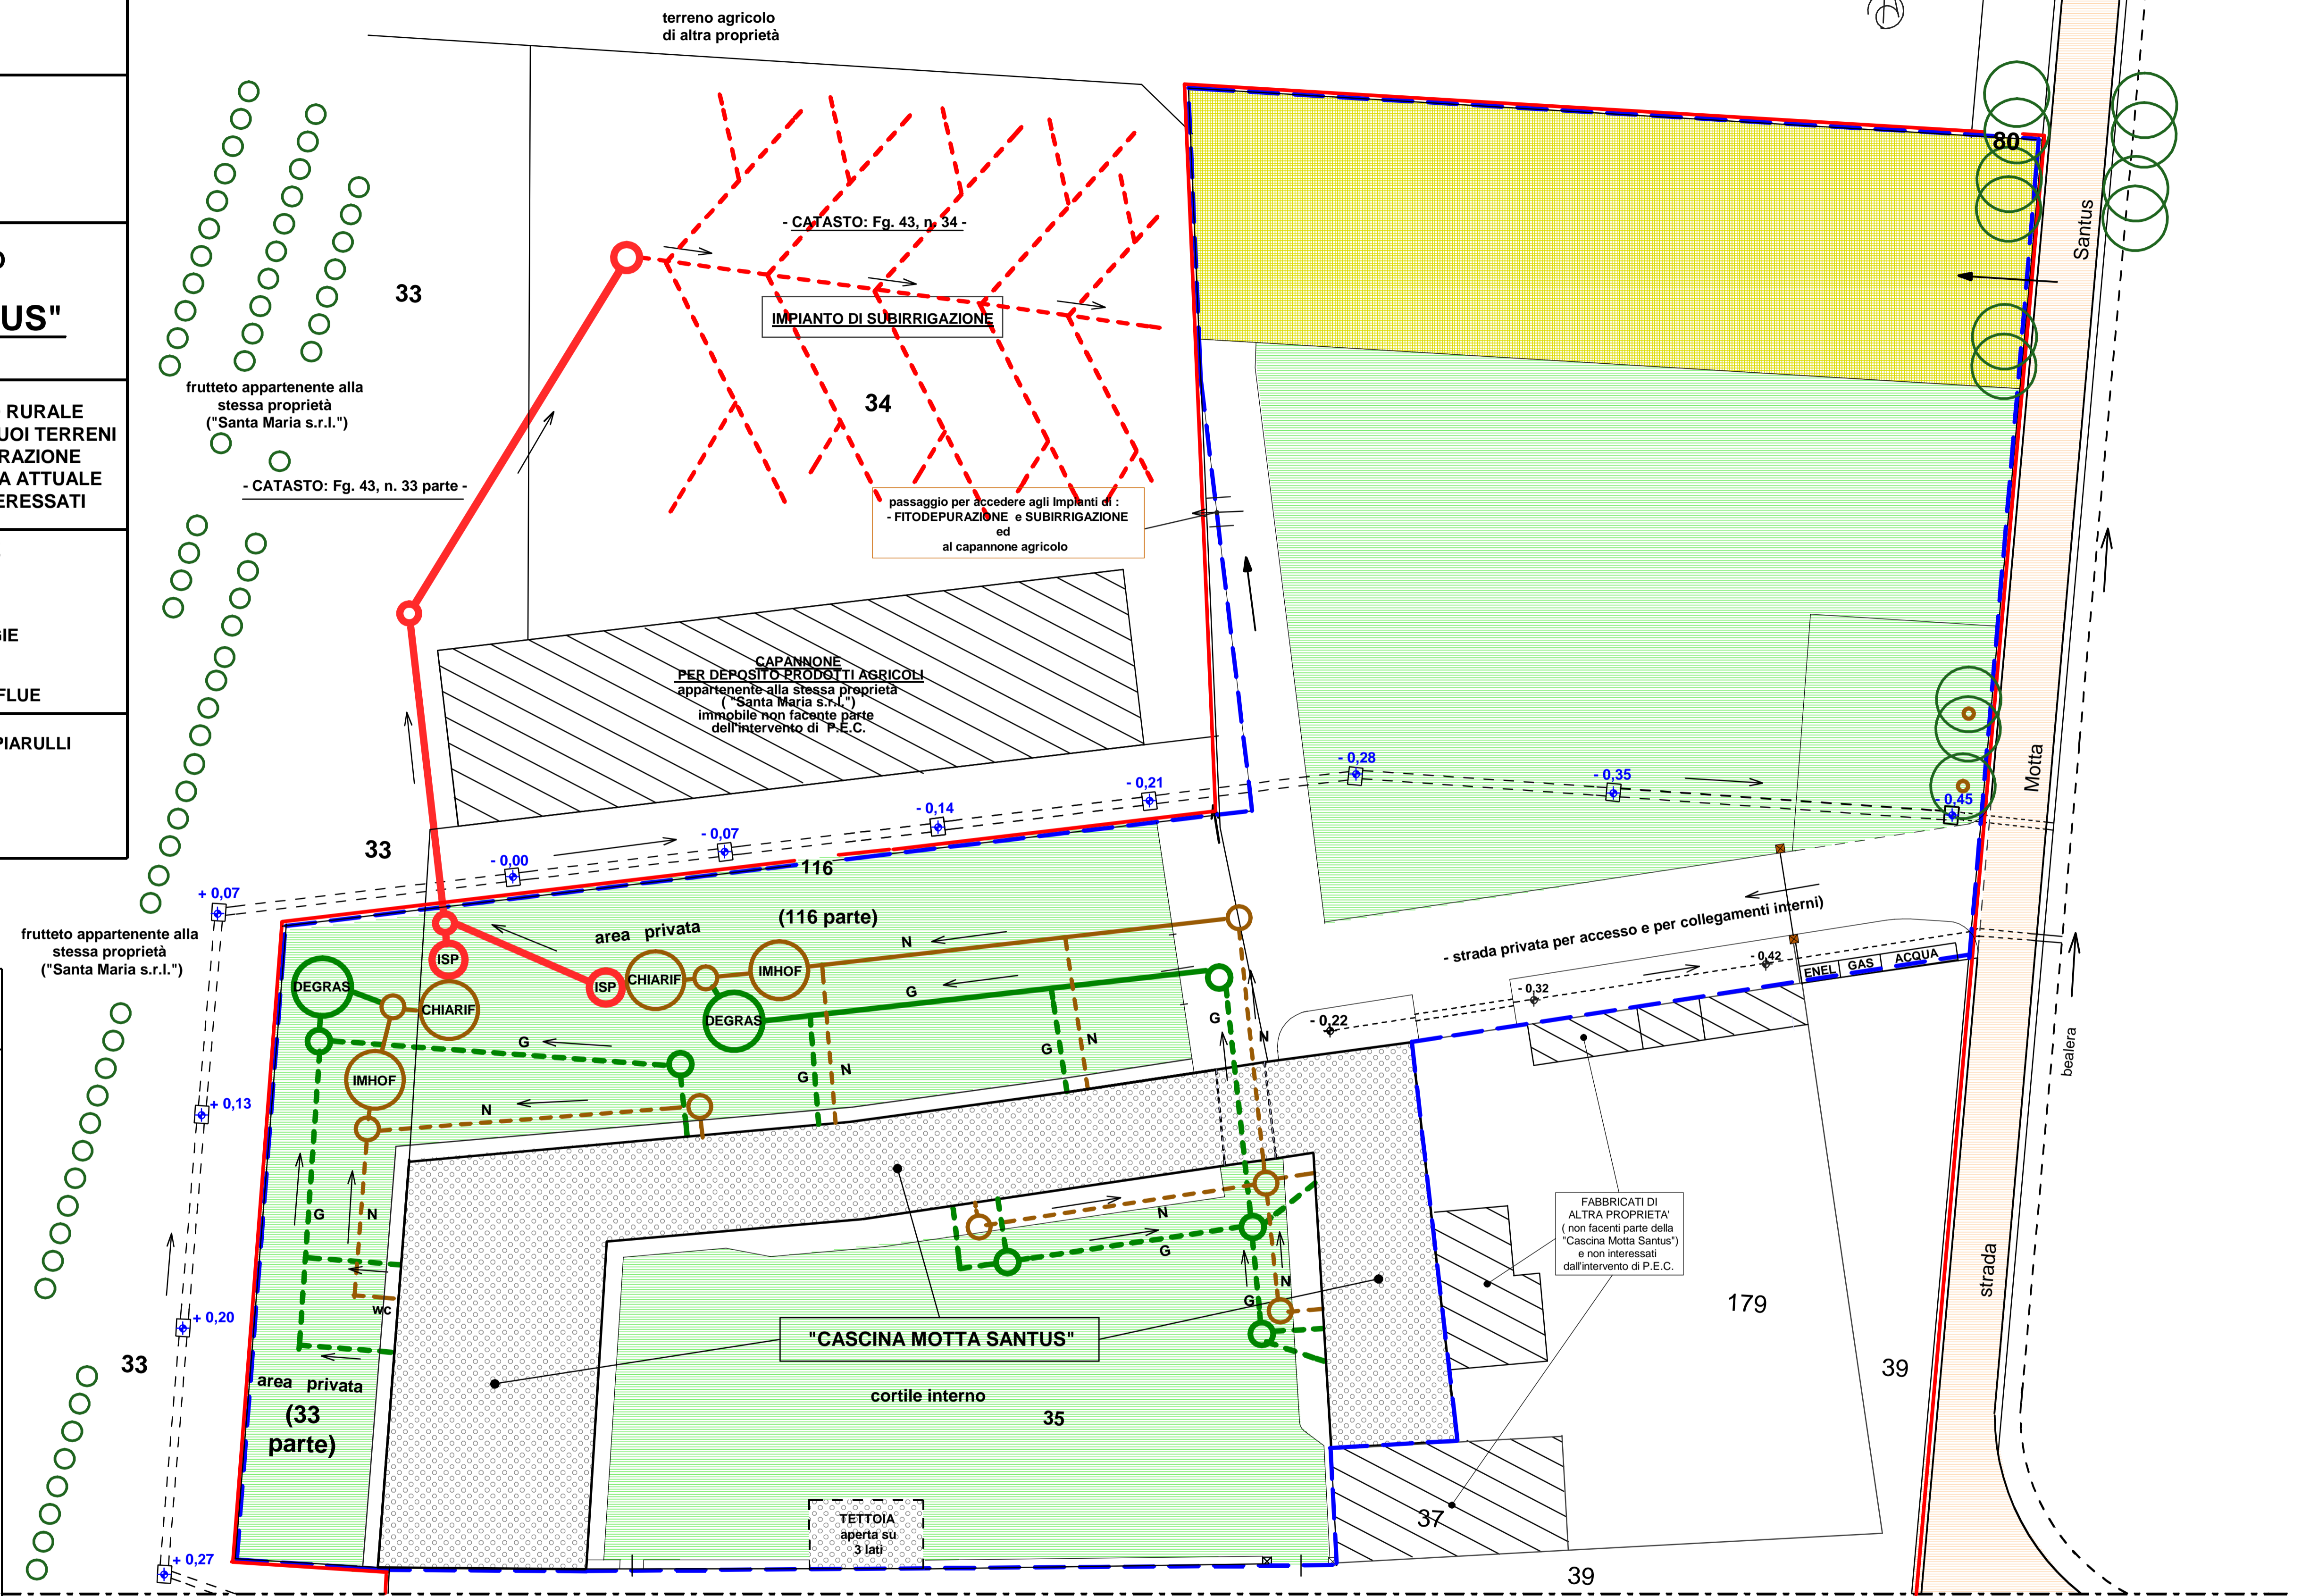 terreno agricolo
di altra proprietà
US"
RURALE
UOI TERRENI
RAZIONE
A ATTUALE
ERESSATI
GIE
FLUE
PIARULLI
33
- CATASTO: Fg. 43, n. 34 -
IMPIANTO DI SUBIRRIGAZIONE
34
80
Santus
frutteto appartenente alla
stessa proprietà
("Santa Maria s.r.l.")
- CATASTO: Fg. 43, n. 33 parte -
passaggio per accedere agli Impianti di :
- FITODEPURAZIONE e SUBIRRIGAZIONE
ed
al capannone agricolo
CAPANNONE
PER DEPOSITO PRODOTTI AGRICOLI
appartenente alla stessa proprietà
( "Santa Maria s.r.l.")
immobile non facente parte
dell'intervento di P.E.C.
Motta
- 0,28
- 0,35
- 0,45
- 0,21
- 0,14
- 0,07
- 0,00
+ 0,07
33
116
(116 parte)
area privata
frutteto appartenente alla
stessa proprietà
("Santa Maria s.r.l.")
N
G
ISP
CHIARIF
IMHOF
ISP
DEGRAS
CHIARIF
DEGRAS
IMHOF
G
N
G
N
G
N
G
N
- strada privata per accesso e per collegamenti interni)
- 0,42
- 0,32
- 0,22
ENEL
GAS
ACQUA
bealera
+ 0,13
G
N
wc
N
G
N
G
FABBRICATI DI
ALTRA PROPRIETA'
( non facenti parte della
"Cascina Motta Santus")
e non interessati
dall'intervento di P.E.C.
strada
179
39
+ 0,20
33
"CASCINA MOTTA SANTUS"
area privata
(33
parte)
cortile interno
35
TETTOIA
aperta su
3 lati
37
39
+ 0,27